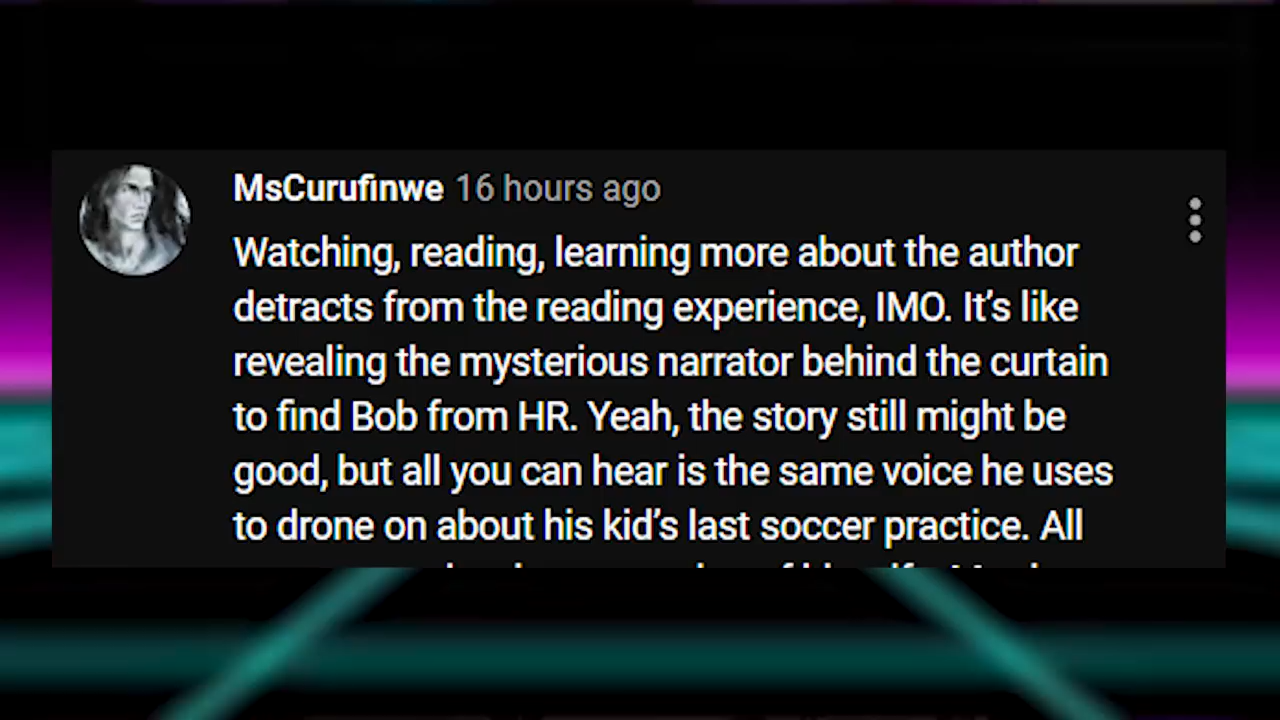 MsCurufinwe 16 hours ago
Watching, reading, learning more about the author
detracts from the reading experience, IMO. It’s like
revealing the mysterious narrator behind the curtain
to find Bob from HR. Yeah, the story still might be
good, but all you can hear is the same voice he uses
to drone on about his kid’s last soccer practice. All